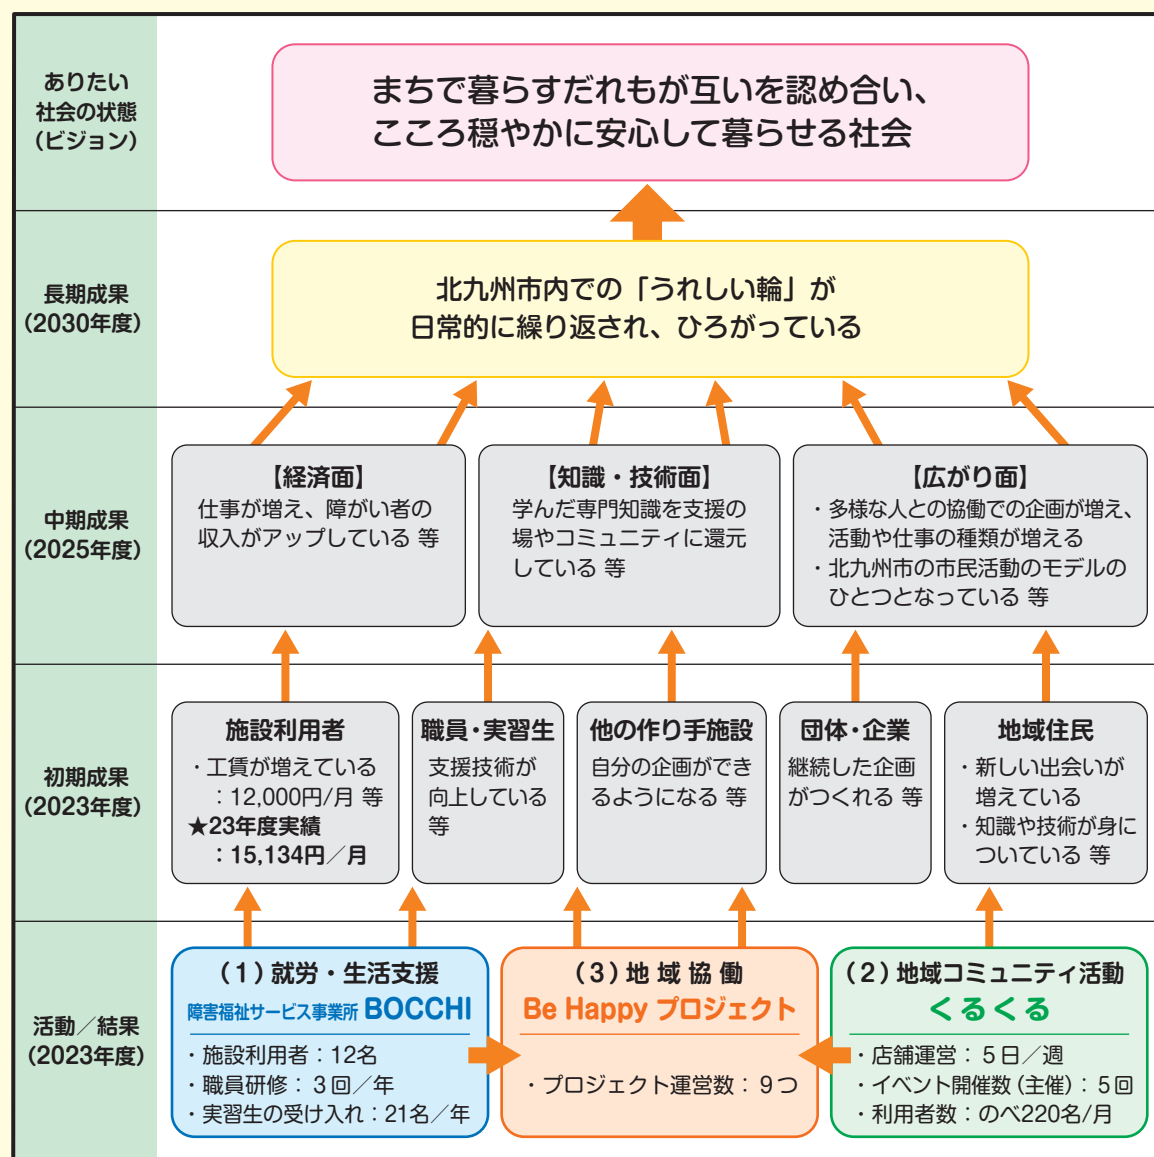 ありたい
社会の状態
（ビジョン）
まちで暮らすだれもが互いを認め合い、
こころ穏やかに安心して暮らせる社会
長期成果
（2030年度）
北九州市内での「うれしい輪」が
日常的に繰り返され、ひろがっている
中期成果
（2025年度）
【経済面】
仕事が増え、障がい者の
収入がアップしている 等
【知識・技術面】
学んだ専門知識を支援の
場やコミュニティに還元
している 等
【広がり面】
・多様な人との協働での企画が増え、
活動や仕事の種類が増える
・北九州市の市民活動のモデルの
ひとつとなっている 等
初期成果
（2023年度）
施設利用者
・工賃が増えている
：12,000円/月 等
★23年度実績
：15,134円／月
職員・実習生
支援技術が
向上している
等
他の作り手施設
自分の企画ができ
るようになる 等
団体・企業
継続した企画
がつくれる 等
地域住民
・新しい出会いが
増えている
・知識や技術が身に
ついている 等
活動／結果
（2023年度）
（1）就労・生活支援
障害福祉サービス事業所 BOCCHI
・施設利用者：12名
・職員研修：3回／年
・実習生の受け入れ：21名／年
（3）地域協働
Be Happy プロジェクト
・プロジェクト運営数：9つ
（2）地域コミュニティ活動
くるくる
・店舗運営：5日／週
・イベント開催数（主催）：5回
・利用者数：のべ220名/月